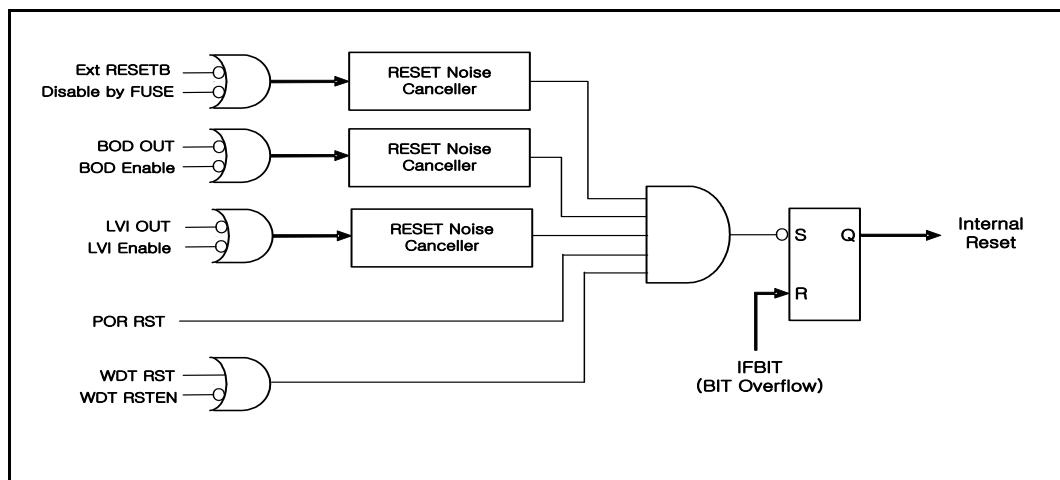 Ext RESETB
Disable by FUSE
RESET Noise
Canceller
BOD OUT
BOD Enable
RESET Noise
Canceller
LVI OUT
LVI Enable
RESET Noise
Canceller
POR RST
WDT RST
WDT RSTEN
S
Q
R
Internal
Reset
IFBIT
(BIT Overflow)